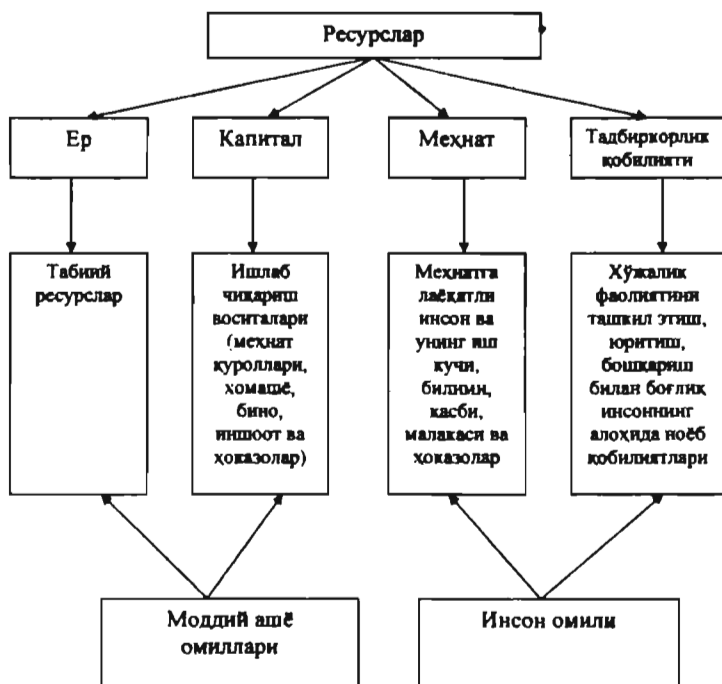 Ресурслар
Ер
Капитал
Меҳнат
Тадбиркорлик
қобилияти
Табиий
ресурслар
Ишлаб
чиқариш
воситалари
(меҳнат
қуроллари,
хомашё,
бино,
иншоот ва
ҳоказолар)
Меҳнатга
лаёқатли
инсон ва
унинг иш
кучи,
билими,
касби,
малакаси ва
ҳоказолар
Хўжалик
фаолиятини
ташкил этиш,
юритиш,
бошқариш
билан боғлиқ
инсоннинг
алоҳида ноёб
қобилиятлари
Моддий ашё
омиллари
Инсон омили